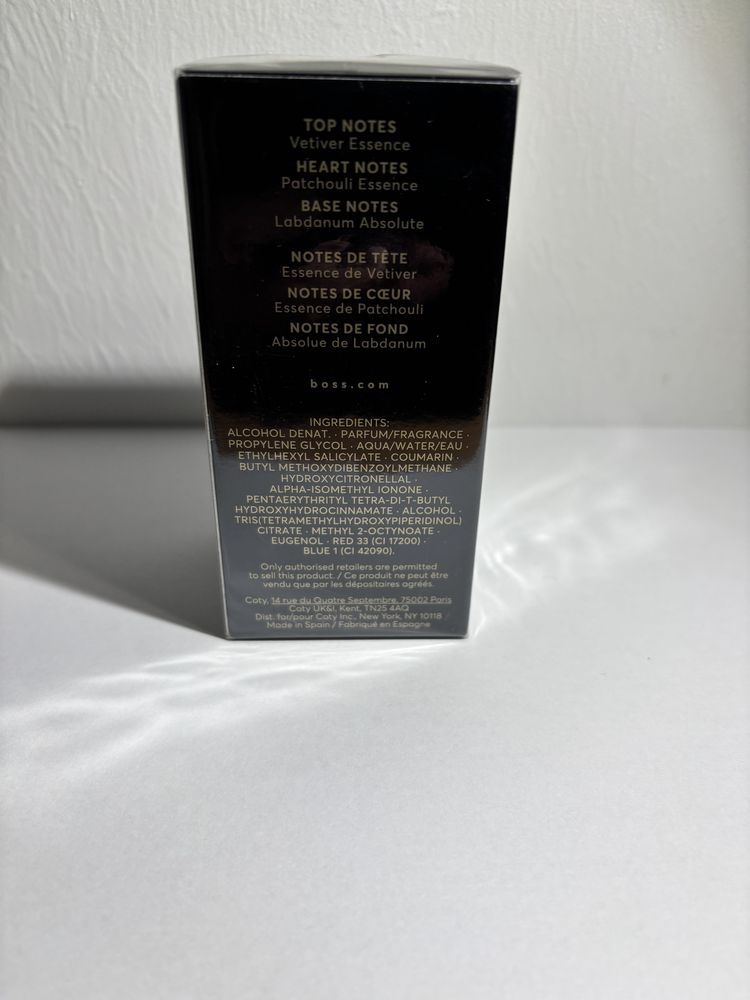 TOP NOTES
Vetiver Essence
HEART NOTES
Patchouli Essence
BASE NOTES
Labdanum Absolute
NOTES DE TÊTE
Essence de Vetiver
NOTES DE CŒUR
Essence de Patchouli
NOTES DE FOND
Absolue de Labdanum
boss.com
INGREDIENTS:
ALCOHOL DENAT. · PARFUM/FRAGRANCE ·
PROPYLENE GLYCOL · AQUA/WATER/EAU ·
ETHYLHEXYL SALICYLATE · COUMARIN ·
BUTYL METHOXYDIBENZOYLMETHANE ·
HYDROXYCITRONELLAL ·
ALPHA-ISOMETHYL IONONE ·
PENTAERYTHRITYL TETRA-DI-T-BUTYL
HYDROXYHYDROCINNAMATE · ALCOHOL ·
TRIS(TETRAMETHYLHYDROXYPIPERIDINOL)
CITRATE · METHYL 2-OCTYNOATE ·
EUGENOL · RED 33 (CI 17200) ·
BLUE 1 (CI 42090).
Only authorised retailers are permitted
to sell this product. / Ce produit ne peut être
vendu que par les dépositaires agréés.
Coty, 14 rue du Quatre Septembre, 75002 Paris
Coty UK&I, Kent, TN25 4AQ
Dist. for/pour Coty Inc., New York, NY 10118
Made in Spain / Fabriqué en Espagne